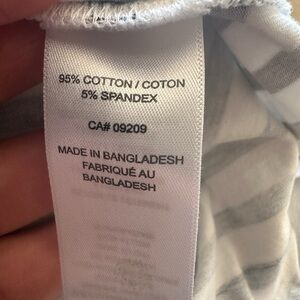 95% COTTON / COTON
5% SPANDEX
CA# 09209
MADE IN BANGLADESH
FABRIQUÉ AU
BANGLADESH